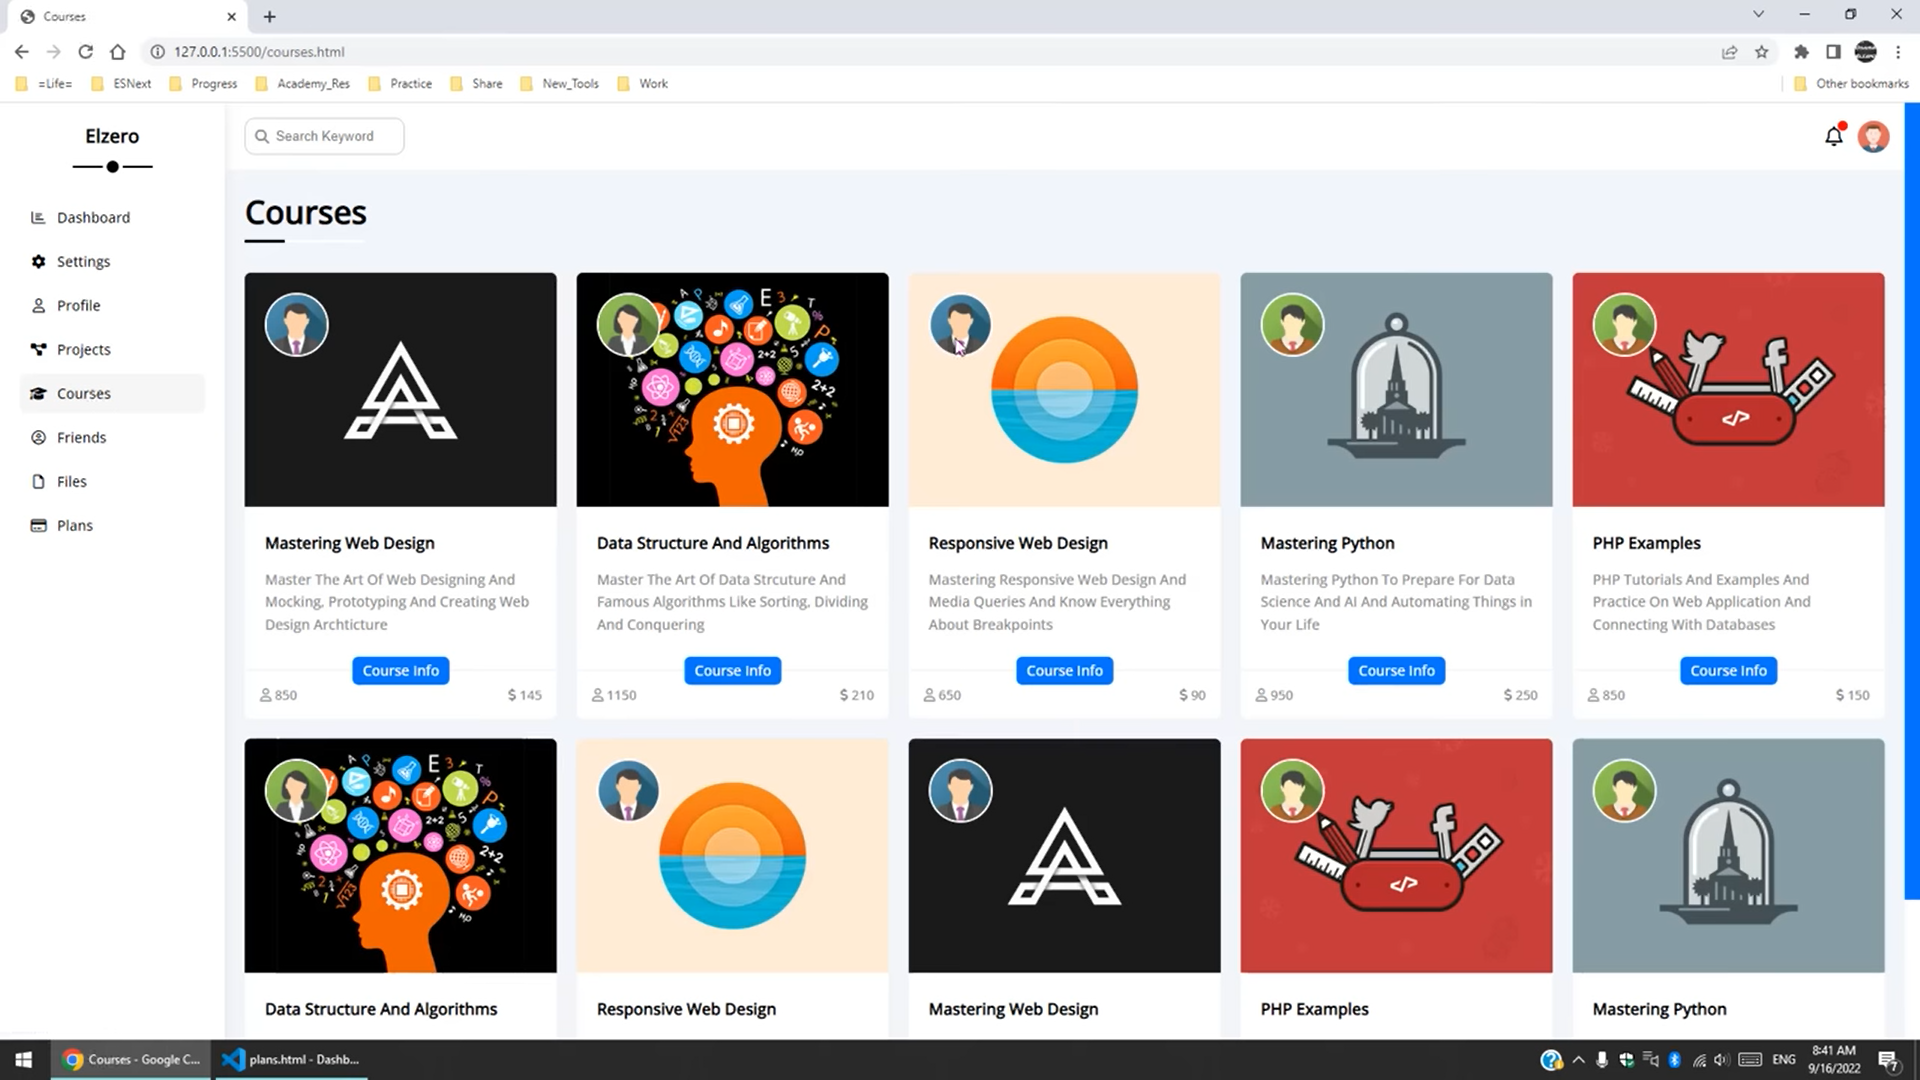 Courses
127.0.0.1:5500/courses.html
=Life=
ESNext
Progress
Academy_Res
Practice
Share
New_Tools
Work
Other bookmarks
Elzero
Search Keyword
Dashboard
Settings
Profile
Projects
Courses
Friends
Files
Plans
Courses
Mastering Web Design
Master The Art Of Web Designing And
Mocking, Prototyping And Creating Web
Design Archticture
Course Info
850
$ 145
Data Structure And Algorithms
Master The Art Of Data Strcuture And
Famous Algorithms Like Sorting, Dividing
And Conquering
Course Info
1150
$ 210
Responsive Web Design
Mastering Responsive Web Design And
Media Queries And Know Everything
About Breakpoints
Course Info
650
$ 90
Mastering Python
Mastering Python To Prepare For Data
Science And AI And Automating Things in
Your Life
Course Info
950
$ 250
PHP Examples
PHP Tutorials And Examples And
Practice On Web Application And
Connecting With Databases
Course Info
850
$ 150
Data Structure And Algorithms
Responsive Web Design
Mastering Web Design
PHP Examples
Mastering Python
Courses - Google C...
plans.html - Dashb...
ENG
8:41 AM
9/16/2022
7